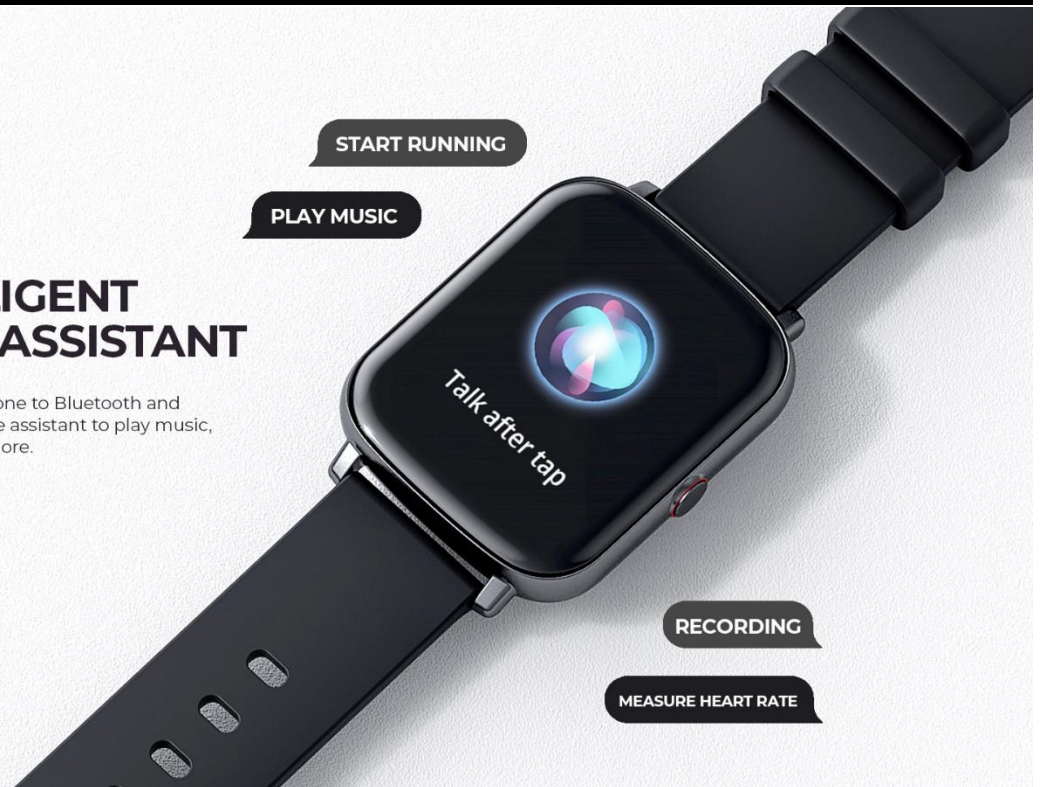 START RUNNING
PLAY MUSIC
IGENT
ASSISTANT
one to Bluetooth and
e assistant to play music,
ore.
Talk after tap
RECORDING
MEASURE HEART RATE